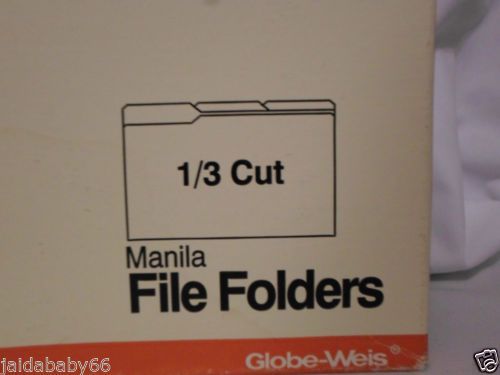 1/3 Cut
Manila
File Folders
Globe-Weis®
jaidababy66